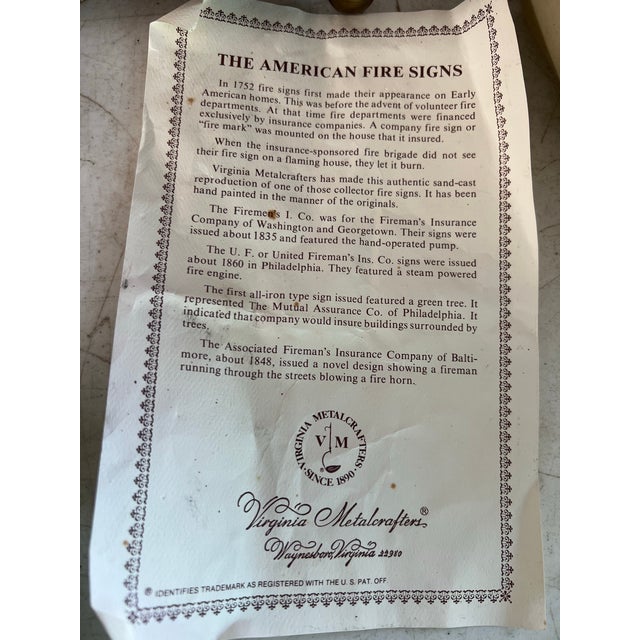 THE AMERICAN FIRE SIGNS
In 1752 fire signs first made their appearance on Early
American homes. This was before the advent of volunteer fire
departments. At that time fire departments were financed
exclusively by insurance companies. A company fire sign or
"fire mark" was mounted on the house that it insured.
When the insurance-sponsored fire brigade did not see
their fire sign on a flaming house, they let it burn.
Virginia Metalcrafters has made this authentic sand-cast
reproduction of one of those collector fire signs. It has been
hand painted in the manner of the originals.
The Firemen's I. Co. was for the Fireman's Insurance
Company of Washington and Georgetown. Their signs were
issued about 1835 and featured the hand-operated pump.
The U. F. or United Fireman's Ins. Co. signs were issued
about 1860 in Philadelphia. They featured a steam powered
fire engine.
The first all-iron type sign issued featured a green tree. It
represented The Mutual Assurance Co. of Philadelphia. It
indicated that company would insure buildings surrounded by
trees.
The Associated Fireman's Insurance Company of Balti-
more, about 1848, issued a novel design showing a fireman
running through the streets blowing a fire horn.
VIRGINIA METALCRAFTERS
V M
SINCE 1890
Virginia Metalcrafters®
Waynesboro, Virginia 22980
® IDENTIFIES TRADEMARK AS REGISTERED WITH THE U.S. PAT. OFF.